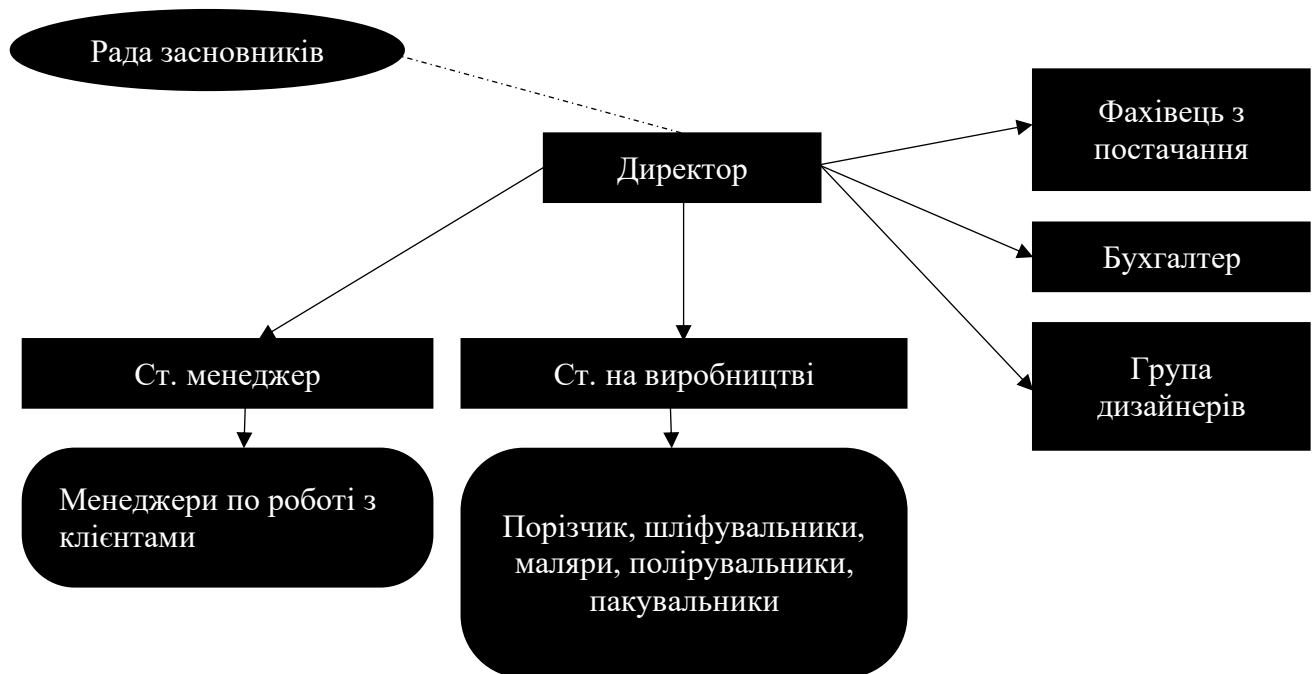 Рада засновників
Фахівець з
постачання
Директор
Бухгалтер
Група
дизайнерів
Ст. менеджер
Ст. на виробництві
Менеджери по роботі з
клієнтами
Порізчик, шліфувальники,
маляри, полірувальники,
пакувальники